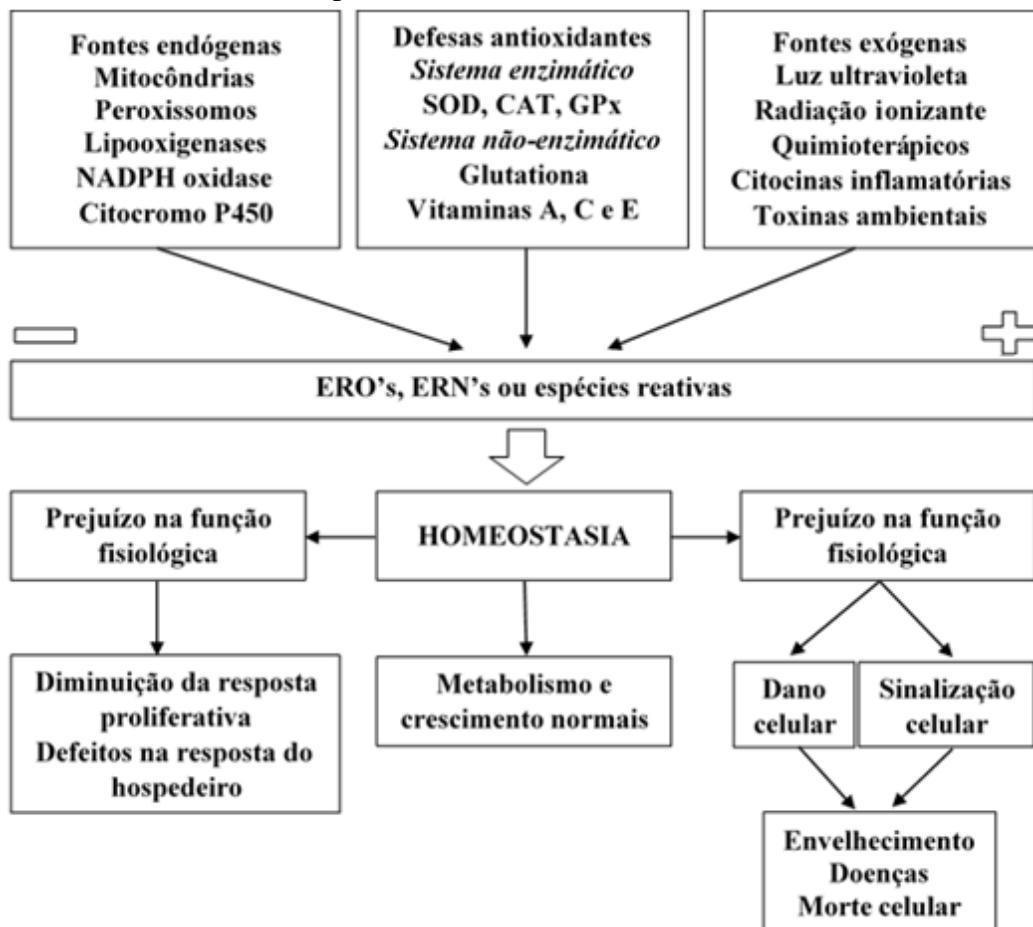 Fontes endógenas
Mitocôndrias
Peroxissomos
Lipooxigenases
NADPH oxidase
Citocromo P450
Defesas antioxidantes
Sistema enzimático
SOD, CAT, GPx
Sistema não-enzimático
Glutationa
Vitaminas A, C e E
Fontes exógenas
Luz ultravioleta
Radiação ionizante
Quimioterápicos
Citocinas inflamatórias
Toxinas ambientais
ERO's, ERN's ou espécies reativas
Prejuízo na função
fisiológica
HOMEOSTASIA
Prejuízo na função
fisiológica
Diminuição da resposta
proliferativa
Defeitos na resposta do
hospedeiro
Metabolismo e
crescimento normais
Dano
celular
Sinalização
celular
Envelhecimento
Doenças
Morte celular